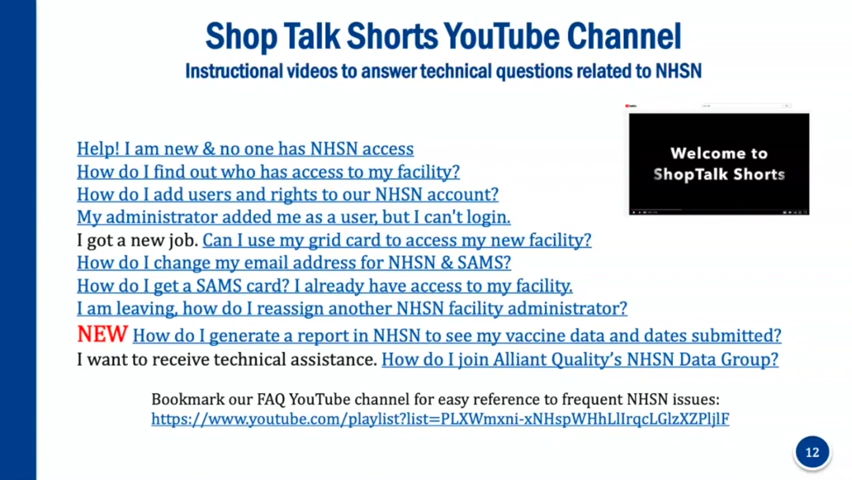 Shop Talk Shorts YouTube Channel
Instructional videos to answer technical questions related to NHSN
Welcome to
ShopTalk Shorts
Help! I am new & no one has NHSN access
How do I find out who has access to my facility?
How do I add users and rights to our NHSN account?
My administrator added me as a user, but I can't login.
I got a new job. Can I use my grid card to access my new facility?
How do I change my email address for NHSN & SAMS?
How do I get a SAMS card? I already have access to my facility.
I am leaving, how do I reassign another NHSN facility administrator?
NEW How do I generate a report in NHSN to see my vaccine data and dates submitted?
I want to receive technical assistance. How do I join Alliant Quality’s NHSN Data Group?
Bookmark our FAQ YouTube channel for easy reference to frequent NHSN issues:
https://www.youtube.com/playlist?list=PLXWmxni-xNHspWHhLlIrqcLGlzXZPljlF
12